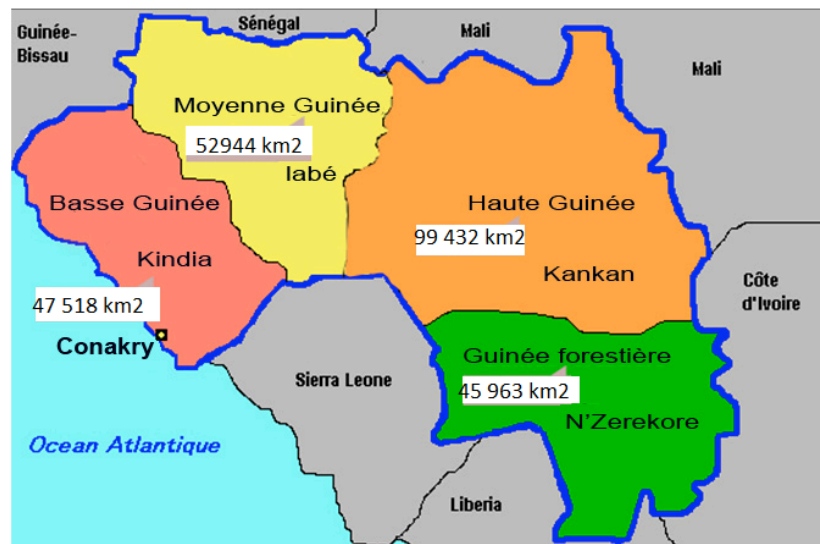 Guinée-
Bissau
Sénégal
Mali
Mali
Moyenne Guinée
52944 km2
labé
Basse Guinée
Haute Guinée
99 432 km2
Kindia
Kankan
47 518 km2
Côte
d'Ivoire
Conakry
Guinée forestière
Sierra Leone
45 963 km2
N'Zerekore
Ocean Atlantique
Liberia